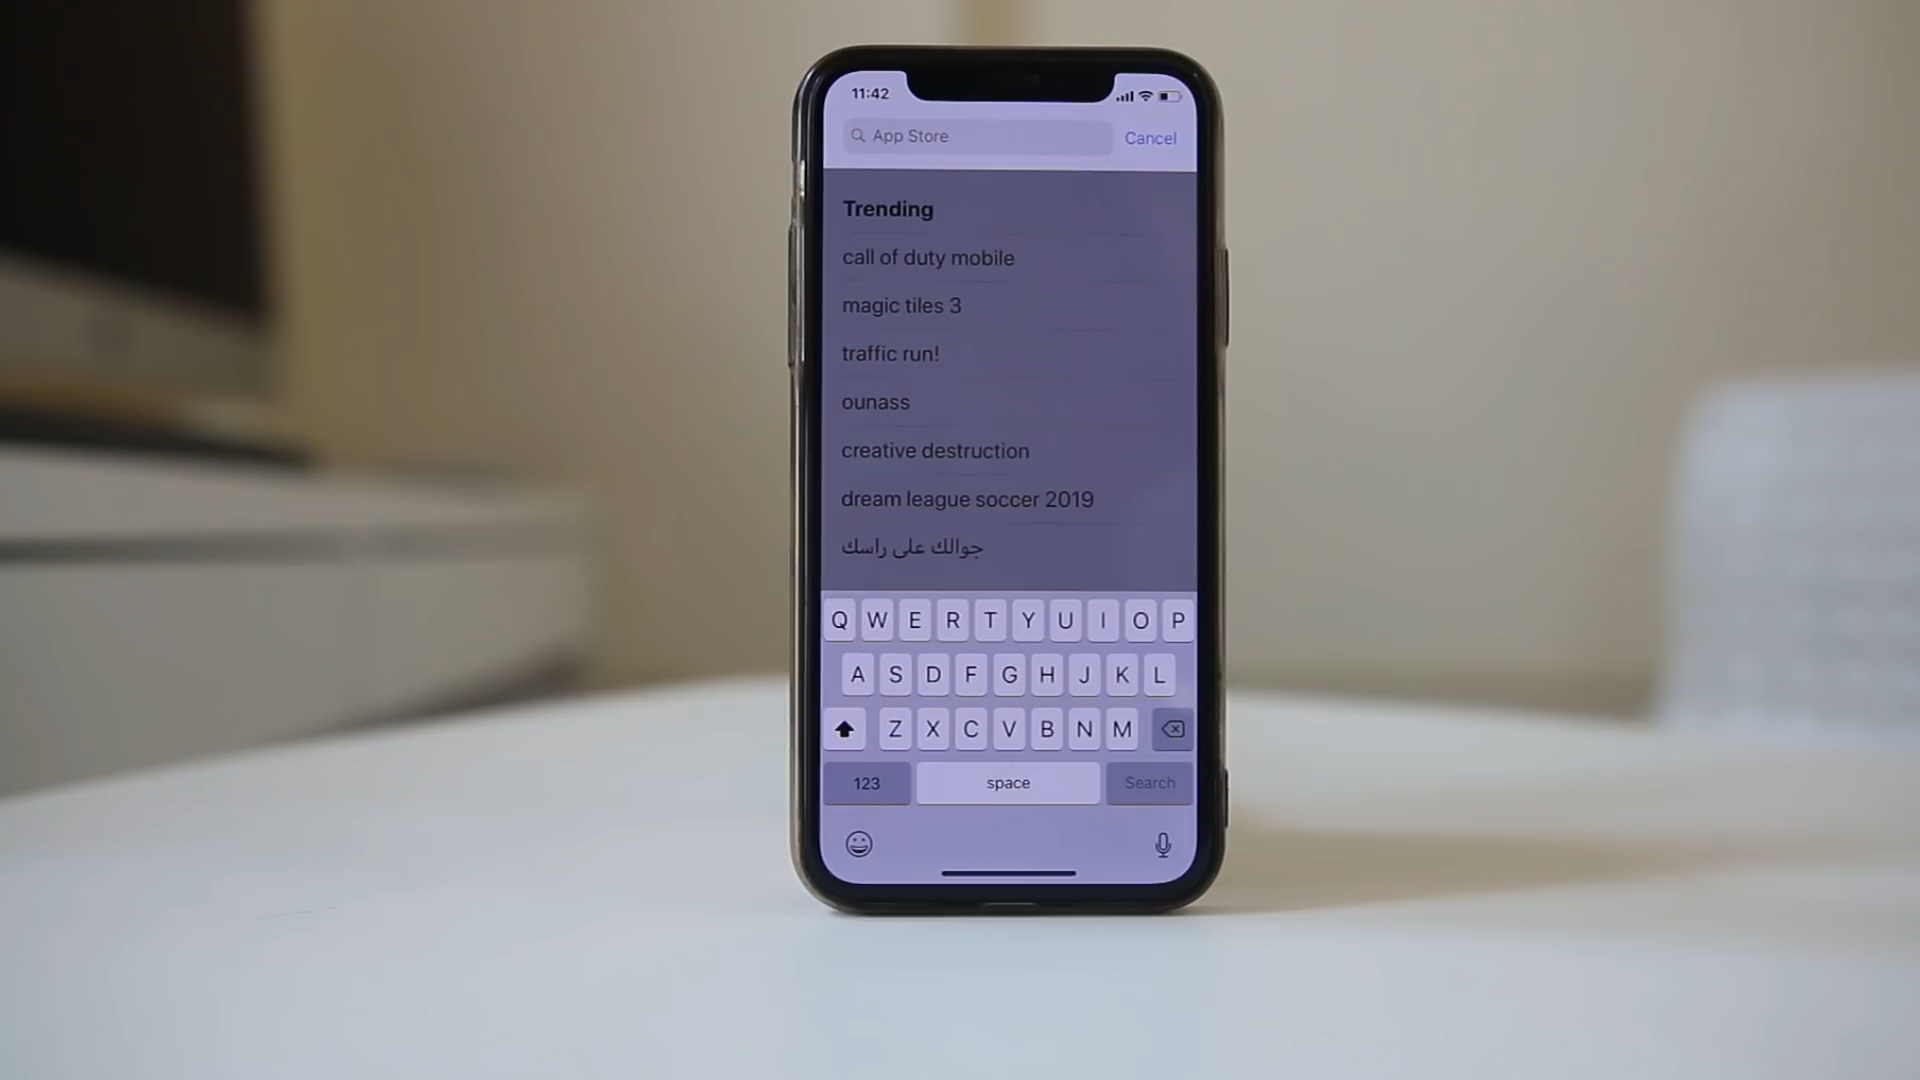 11:42
App Store
Cancel
Trending
call of duty mobile
magic tiles 3
traffic run!
ounass
creative destruction
dream league soccer 2019
جوالك على راسك
Q W E R T Y U I O P
A S D F G H J K L
Z X C V B N M
123 space Search